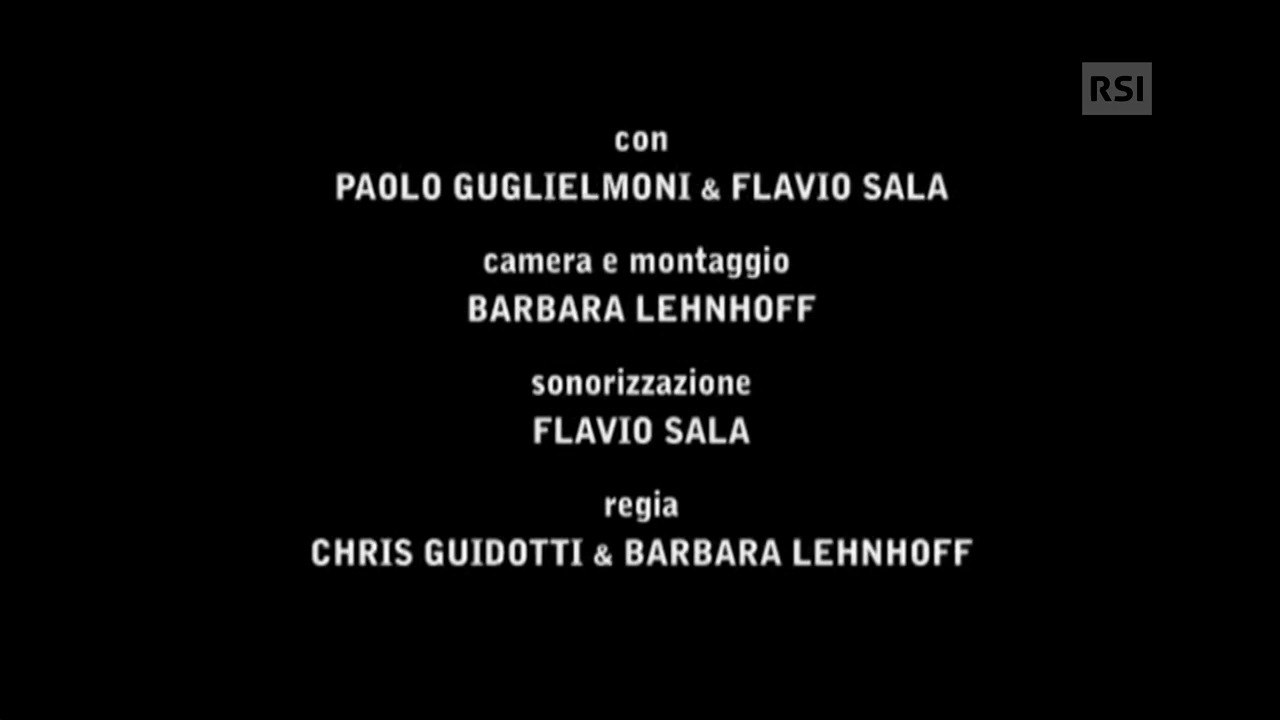 RSI
con
PAOLO GUGLIELMONI & FLAVIO SALA
camera e montaggio
BARBARA LEHNHOFF
sonorizzazione
FLAVIO SALA
regia
CHRIS GUIDOTTI & BARBARA LEHNHOFF